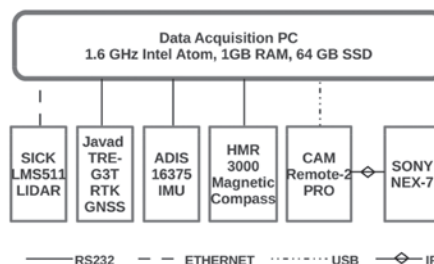 Data Acquisition PC
1.6 GHz Intel Atom, 1GB RAM, 64 GB SSD
SICK
LMS511
LIDAR
Javad
TRE-
G3T
RTK
GNSS
ADIS
16375
IMU
HMR
3000
Magnetic
Compass
CAM
Remote-2
PRO
SONY
NEX-7
RS232
ETHERNET
USB